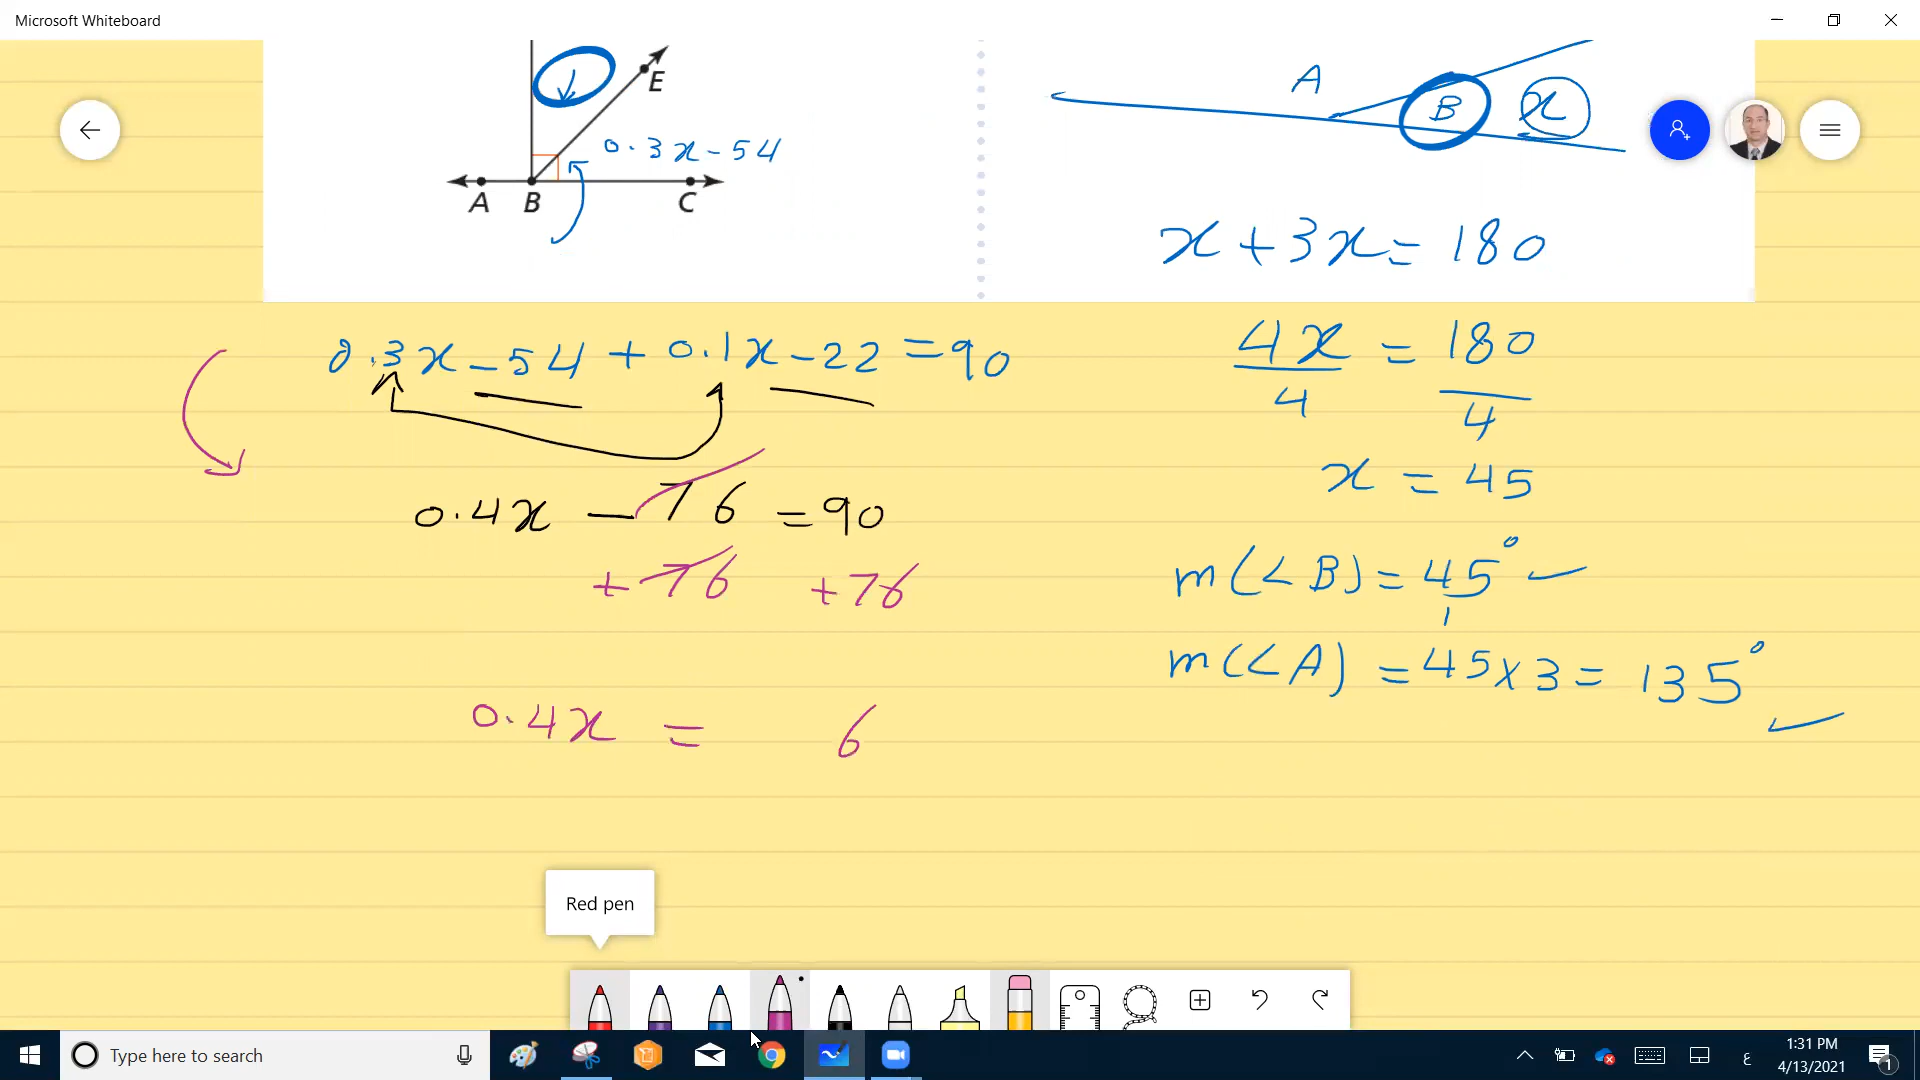 Microsoft Whiteboard
E
0.3x-54
A B C
A
B x
x+3x=180
0.3x-54+0.1x-22=90
0.4x - 76 = 90
+76 +76
0.4x = 6
4x = 180
4 4
x = 45
m(<B)=45°
m(<A) =45x3= 135°
Red pen
Type here to search
ع
1:31 PM
4/13/2021
1